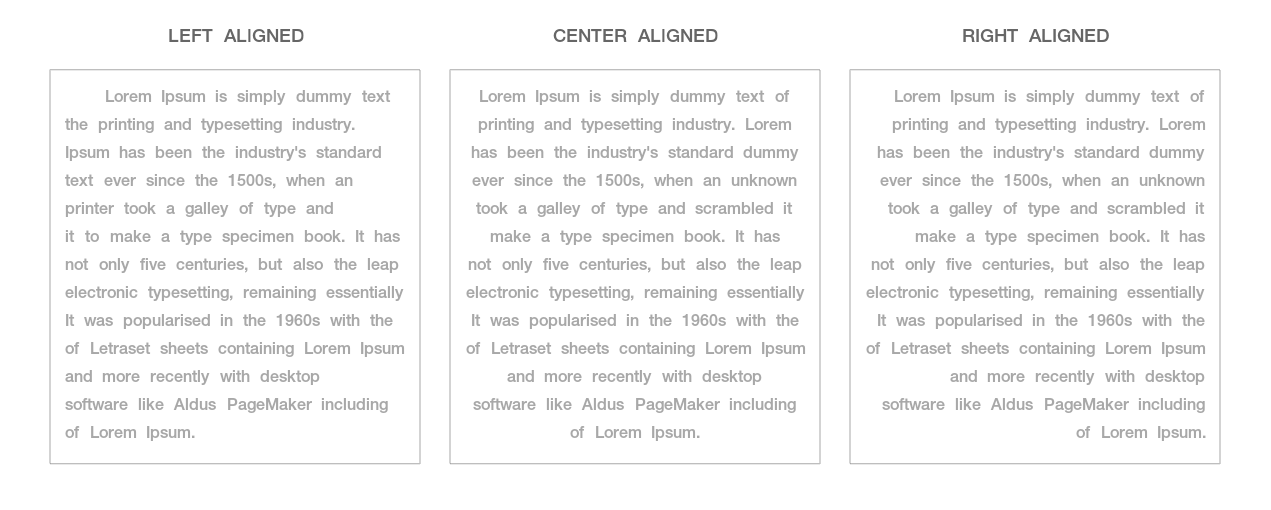 LEFT ALIGNED
Lorem Ipsum is simply dummy text
the printing and typesetting industry.
Ipsum has been the industry's standard
text ever since the 1500s, when an
printer took a galley of type and
it to make a type specimen book. It has
not only five centuries, but also the leap
electronic typesetting, remaining essentially
It was popularised in the 1960s with the
of Letraset sheets containing Lorem Ipsum
and more recently with desktop
software like Aldus PageMaker including
of Lorem Ipsum.
CENTER ALIGNED
Lorem Ipsum is simply dummy text of
printing and typesetting industry. Lorem
has been the industry's standard dummy
ever since the 1500s, when an unknown
took a galley of type and scrambled it
make a type specimen book. It has
not only five centuries, but also the leap
electronic typesetting, remaining essentially
It was popularised in the 1960s with the
of Letraset sheets containing Lorem Ipsum
and more recently with desktop
software like Aldus PageMaker including
of Lorem Ipsum.
RIGHT ALIGNED
Lorem Ipsum is simply dummy text of
printing and typesetting industry. Lorem
has been the industry's standard dummy
ever since the 1500s, when an unknown
took a galley of type and scrambled it
make a type specimen book. It has
not only five centuries, but also the leap
electronic typesetting, remaining essentially
It was popularised in the 1960s with the
of Letraset sheets containing Lorem Ipsum
and more recently with desktop
software like Aldus PageMaker including
of Lorem Ipsum.